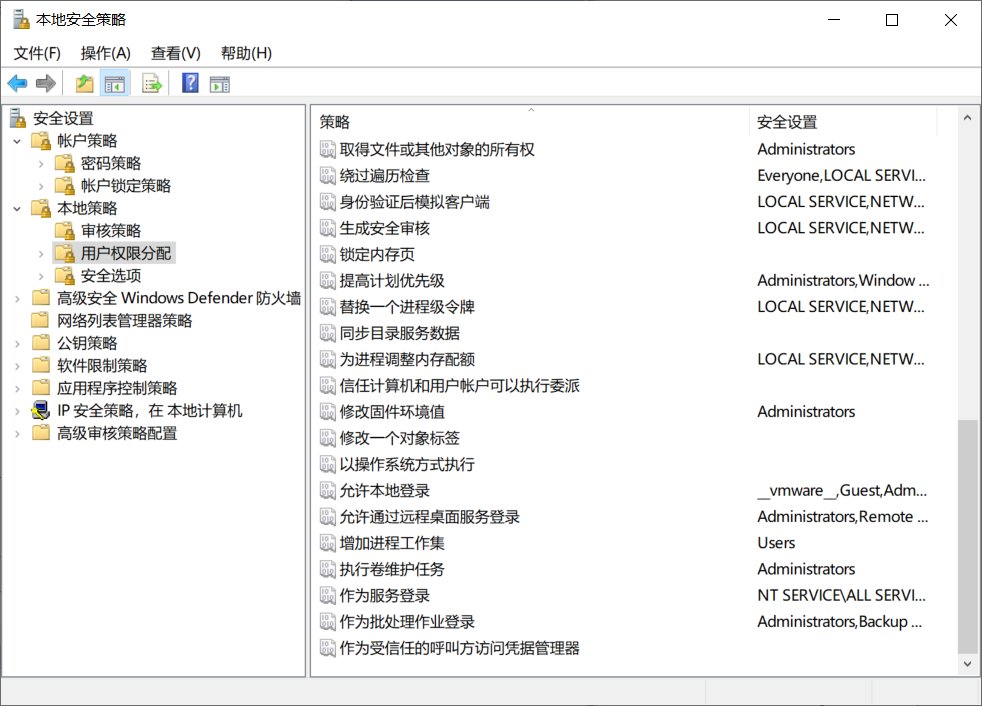 本地安全策略
文件(F) 操作(A) 查看(V) 帮助(H)
安全设置
帐户策略
密码策略
帐户锁定策略
本地策略
审核策略
用户权限分配
安全选项
高级安全 Windows Defender 防火墙
网络列表管理器策略
公钥策略
软件限制策略
应用程序控制策略
IP 安全策略，在 本地计算机
高级审核策略配置
策略 安全设置
取得文件或其他对象的所有权 Administrators
绕过遍历检查 Everyone,LOCAL SERVI...
身份验证后模拟客户端 LOCAL SERVICE,NETW...
生成安全审核 LOCAL SERVICE,NETW...
锁定内存页
提高计划优先级 Administrators,Window ...
替换一个进程级令牌 LOCAL SERVICE,NETW...
同步目录服务数据
为进程调整内存配额 LOCAL SERVICE,NETW...
信任计算机和用户帐户可以执行委派
修改固件环境值 Administrators
修改一个对象标签
以操作系统方式执行
允许本地登录 __vmware__,Guest,Adm...
允许通过远程桌面服务登录 Administrators,Remote ...
增加进程工作集 Users
执行卷维护任务 Administrators
作为服务登录 NT SERVICE\ALL SERVI...
作为批处理作业登录 Administrators,Backup ...
作为受信任的呼叫方访问凭据管理器